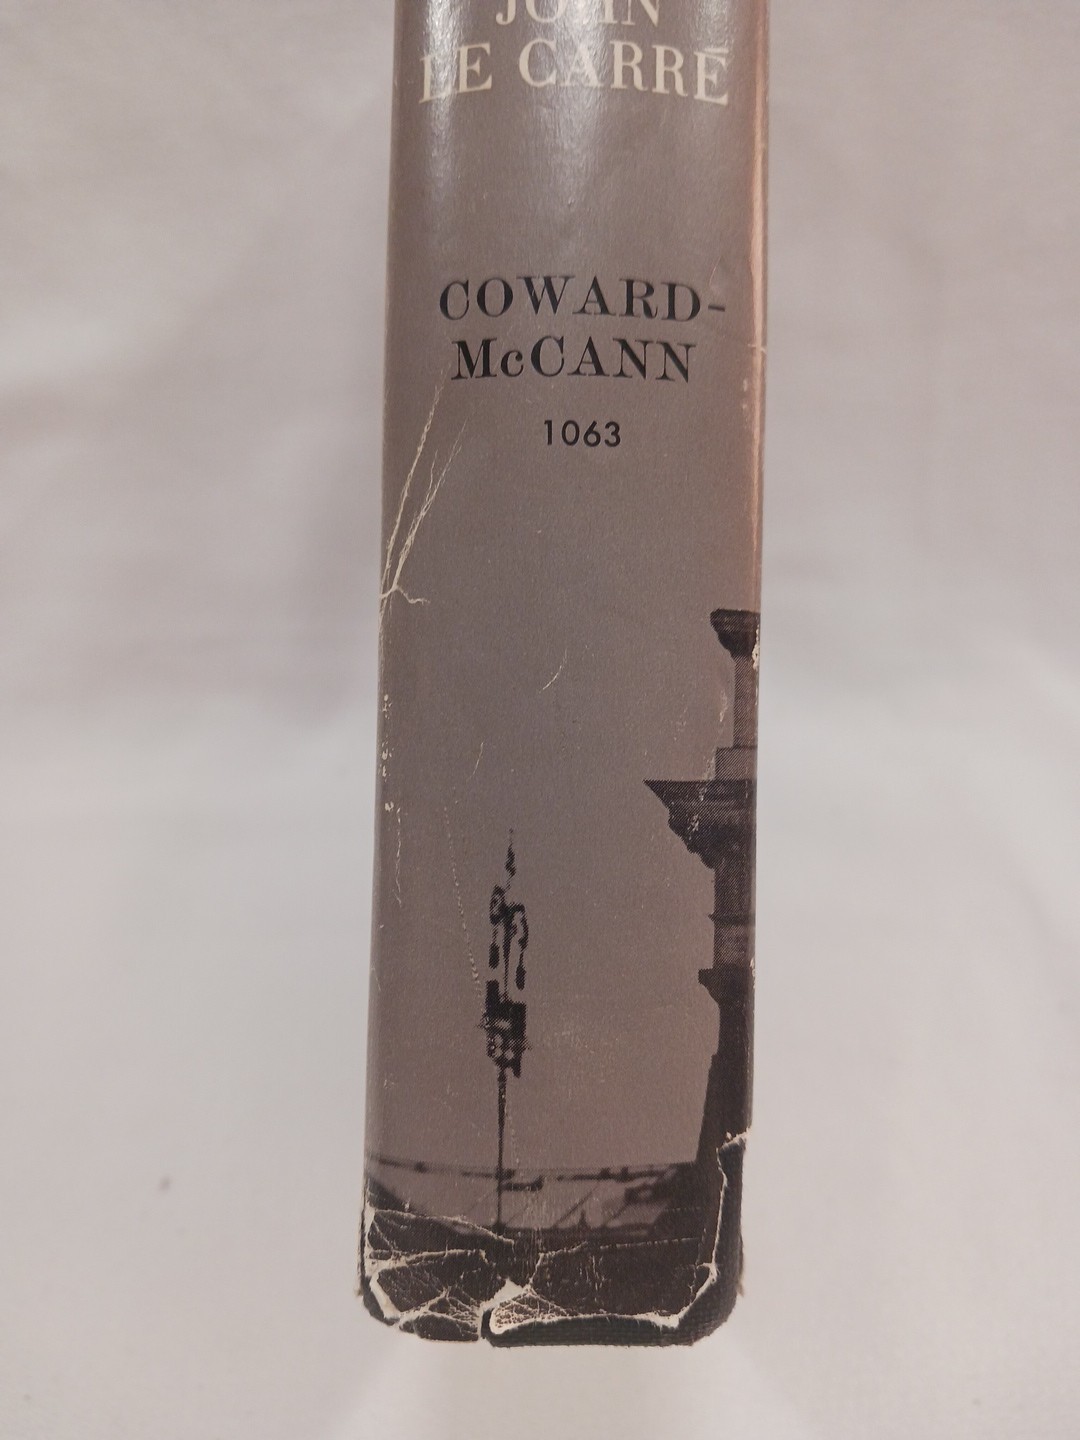 JOHN
LE CARRÉ
COWARD-
McCANN
1063